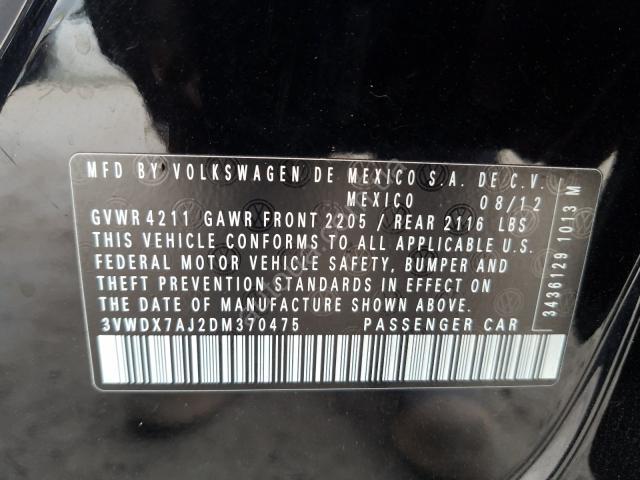 MFD BY VOLKSWAGEN DE MEXICO S.A. DE C.V.
MEXICO 08/12
GVWR 4211 GAWR FRONT 2205 / REAR 2116 LBS
THIS VEHICLE CONFORMS TO ALL APPLICABLE U.S.
FEDERAL MOTOR VEHICLE SAFETY, BUMPER AND
THEFT PREVENTION STANDARDS IN EFFECT ON
THE DATE OF MANUFACTURE SHOWN ABOVE.
3VWDX7AJ2DM370475 PASSENGER CAR
3436129 1013 M